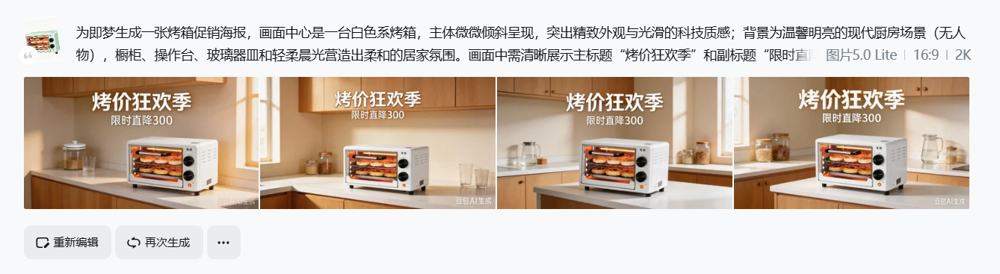 为即梦生成一张烤箱促销海报，画面中心是一台白色系烤箱，主体微微倾斜呈现，突出精致外观与光滑的科技质感；背景为温馨明亮的现代厨房场景（无人
物），橱柜、操作台、玻璃器皿和轻柔晨光营造出柔和的居家氛围。画面中需清晰展示主标题“烤价狂欢季”和副标题“限时直降 图片5.0 Lite | 16:9 | 2K
烤价狂欢季
限时直降300
豆包AI生成
烤价狂欢季
限时直降300
豆包AI生成
烤价狂欢季
限时直降300
烤价狂欢季
限时直降300
豆包AI生成
重新编辑
再次生成